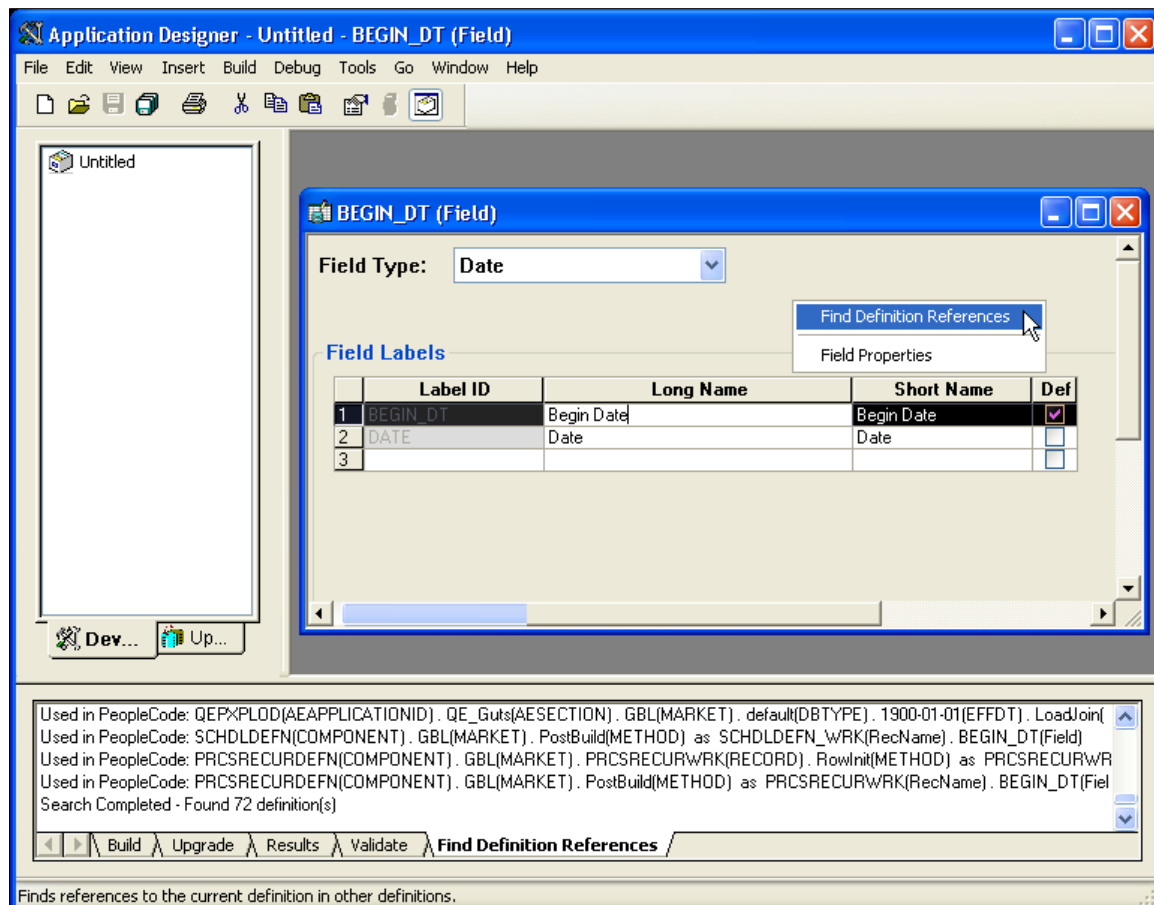 Application Designer - Untitled - BEGIN_DT (Field)
File Edit View Insert Build Debug Tools Go Window Help
Untitled
BEGIN_DT (Field)
Field Type: Date
Find Definition References
Field Properties
Field Labels
Label ID Long Name Short Name Def
1 BEGIN_DT Begin Date Begin Date
2 DATE Date Date
3
Dev... Up...
Used in PeopleCode: QEPXPLOD(AEAPPLICATIONID) . QE_Guts(AESECTION) . GBL(MARKET) . default(DBTYPE) . 1900-01-01(EFFDT) . LoadJoin(
Used in PeopleCode: SCHDLDEFN(COMPONENT) . GBL(MARKET) . PostBuild(METHOD) as SCHDLDEFN_WRK(RecName) . BEGIN_DT(Field)
Used in PeopleCode: PRCSRECURDEFN(COMPONENT) . GBL(MARKET) . PRCSRECURWRK(RECORD) . RowInit(METHOD) as PRCSRECURWR
Used in PeopleCode: PRCSRECURDEFN(COMPONENT) . GBL(MARKET) . PostBuild(METHOD) as PRCSRECURWRK(RecName) . BEGIN_DT(Fiel
Search Completed - Found 72 definition(s)
Build Upgrade Results Validate Find Definition References
Finds references to the current definition in other definitions.